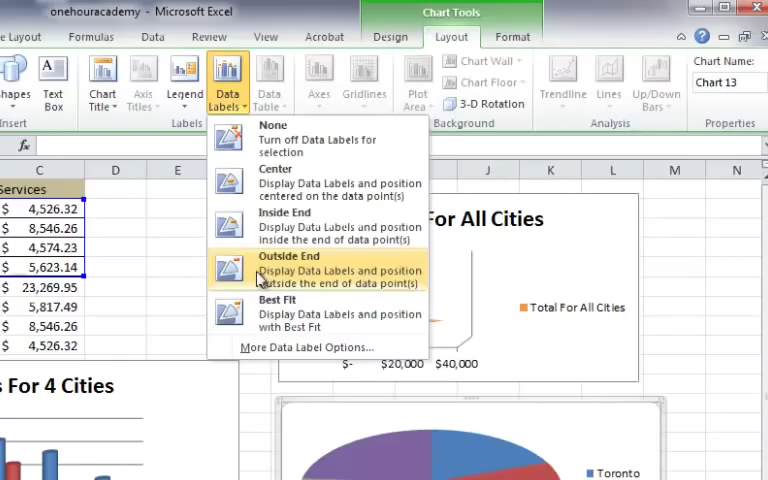 onehouracademy - Microsoft Excel
Chart Tools
e Layout Formulas Data Review View Acrobat Design Layout Format
Shapes
Text Box
Chart Title
Axis Titles
Legend
Data Labels
Data Table
Axes
Gridlines
Plot Area
Chart Wall
Chart Floor
3-D Rotation
Trendline
Lines
Up/Down Bars
Chart Name:
Chart 13
Insert Labels Background Analysis Properties
None
Turn off Data Labels for
selection
Center
Display Data Labels and position
centered on the data point(s)
Inside End
Display Data Labels and position
inside the end of data point(s)
Outside End
Display Data Labels and position
outside the end of data point(s)
Best Fit
Display Data Labels and position
with Best Fit
More Data Label Options...
fx
C D E J K L M N
Services
$ 4,526.32
$ 8,546.26
$ 4,574.23
$ 5,623.14
$ 23,269.95
$ 5,817.49
$ 8,546.26
$ 4,526.32
For All Cities
Total For All Cities
$- $20,000 $40,000
s For 4 Cities
Toronto